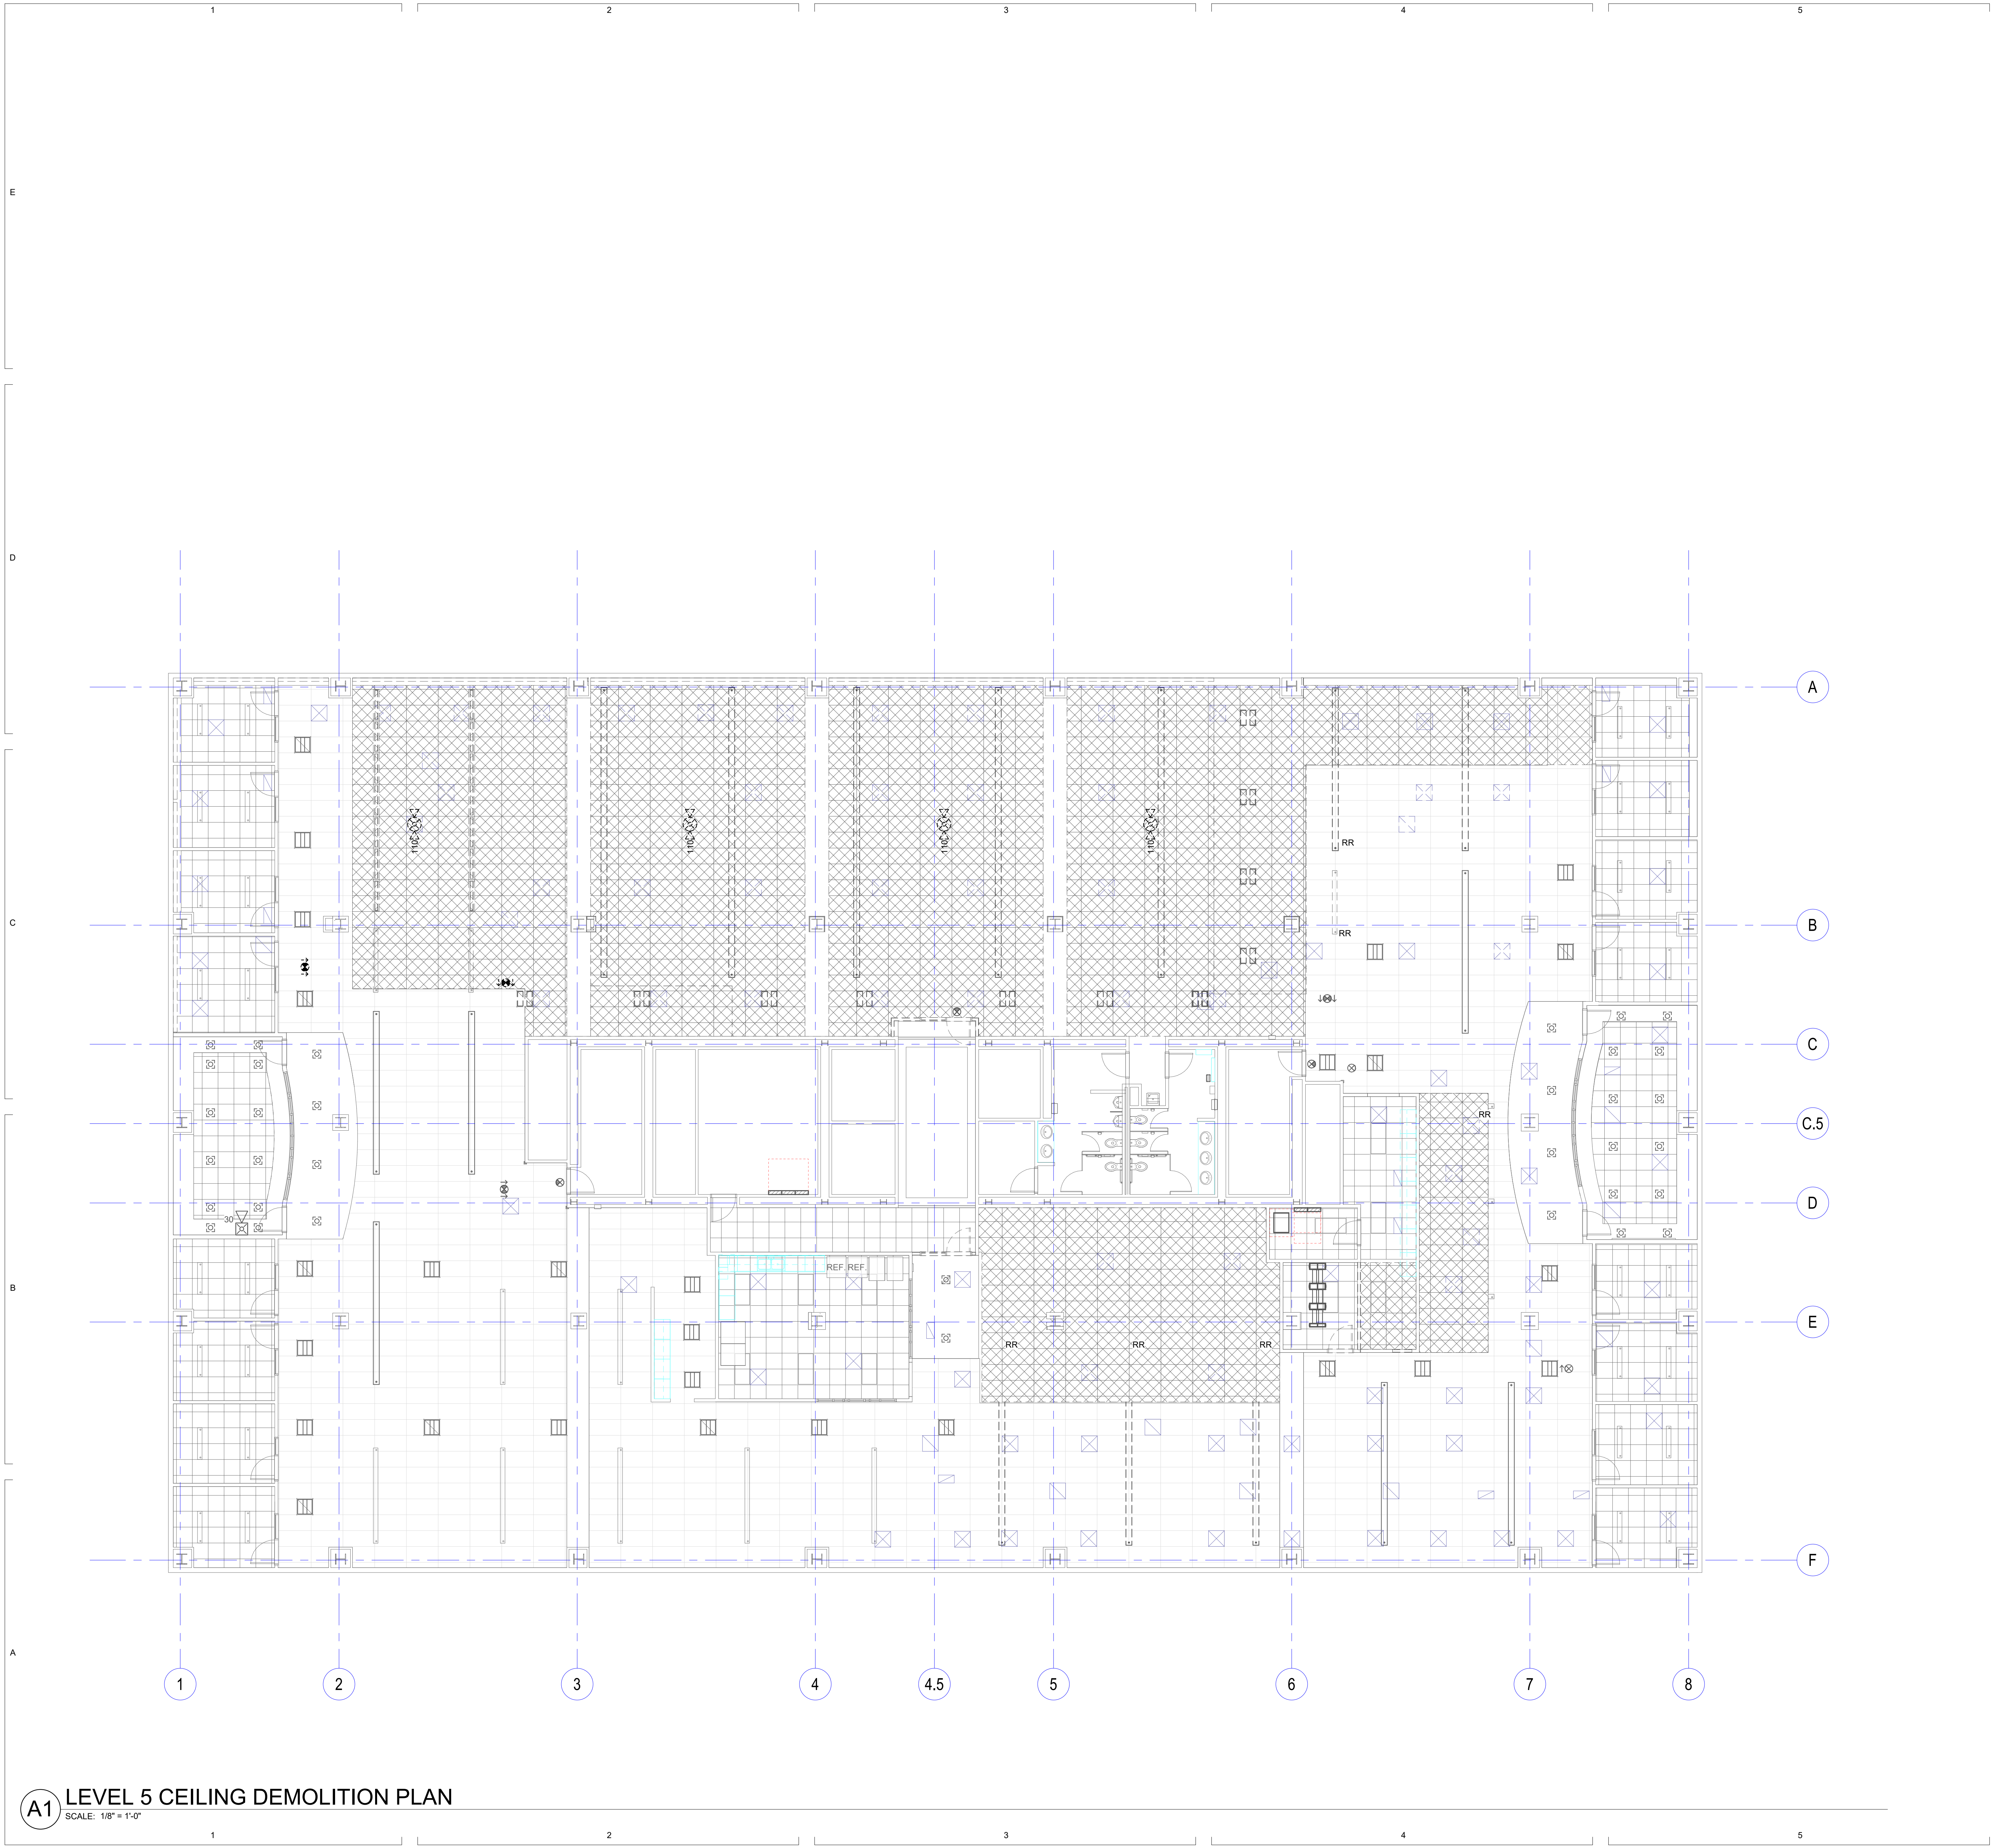 1 2 3 4 5
E
D
A
110
110
110
110
RR
C
B
RR
C
RR
C.5
D
30
REF. REF.
B
E
RR RR RR
F
A
1 2 3 4 4.5 5 6 7 8
A1 LEVEL 5 CEILING DEMOLITION PLAN
SCALE: 1/8" = 1'-0"
1 2 3 4 5